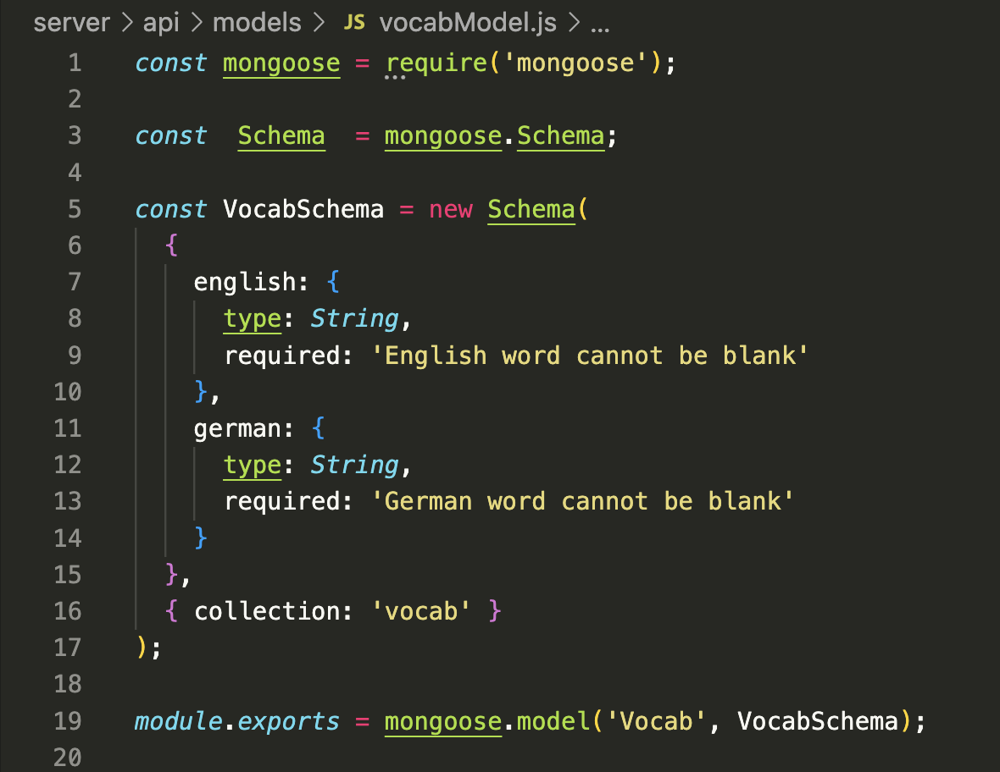 server > api > models > JS vocabModel.js > ...
1 const mongoose = require('mongoose');
2
3 const  Schema  = mongoose.Schema;
4
5 const VocabSchema = new Schema(
6   {
7     english: {
8       type: String,
9       required: 'English word cannot be blank'
10     },
11     german: {
12       type: String,
13       required: 'German word cannot be blank'
14     }
15   },
16   { collection: 'vocab' }
17 );
18
19 module.exports = mongoose.model('Vocab', VocabSchema);
20